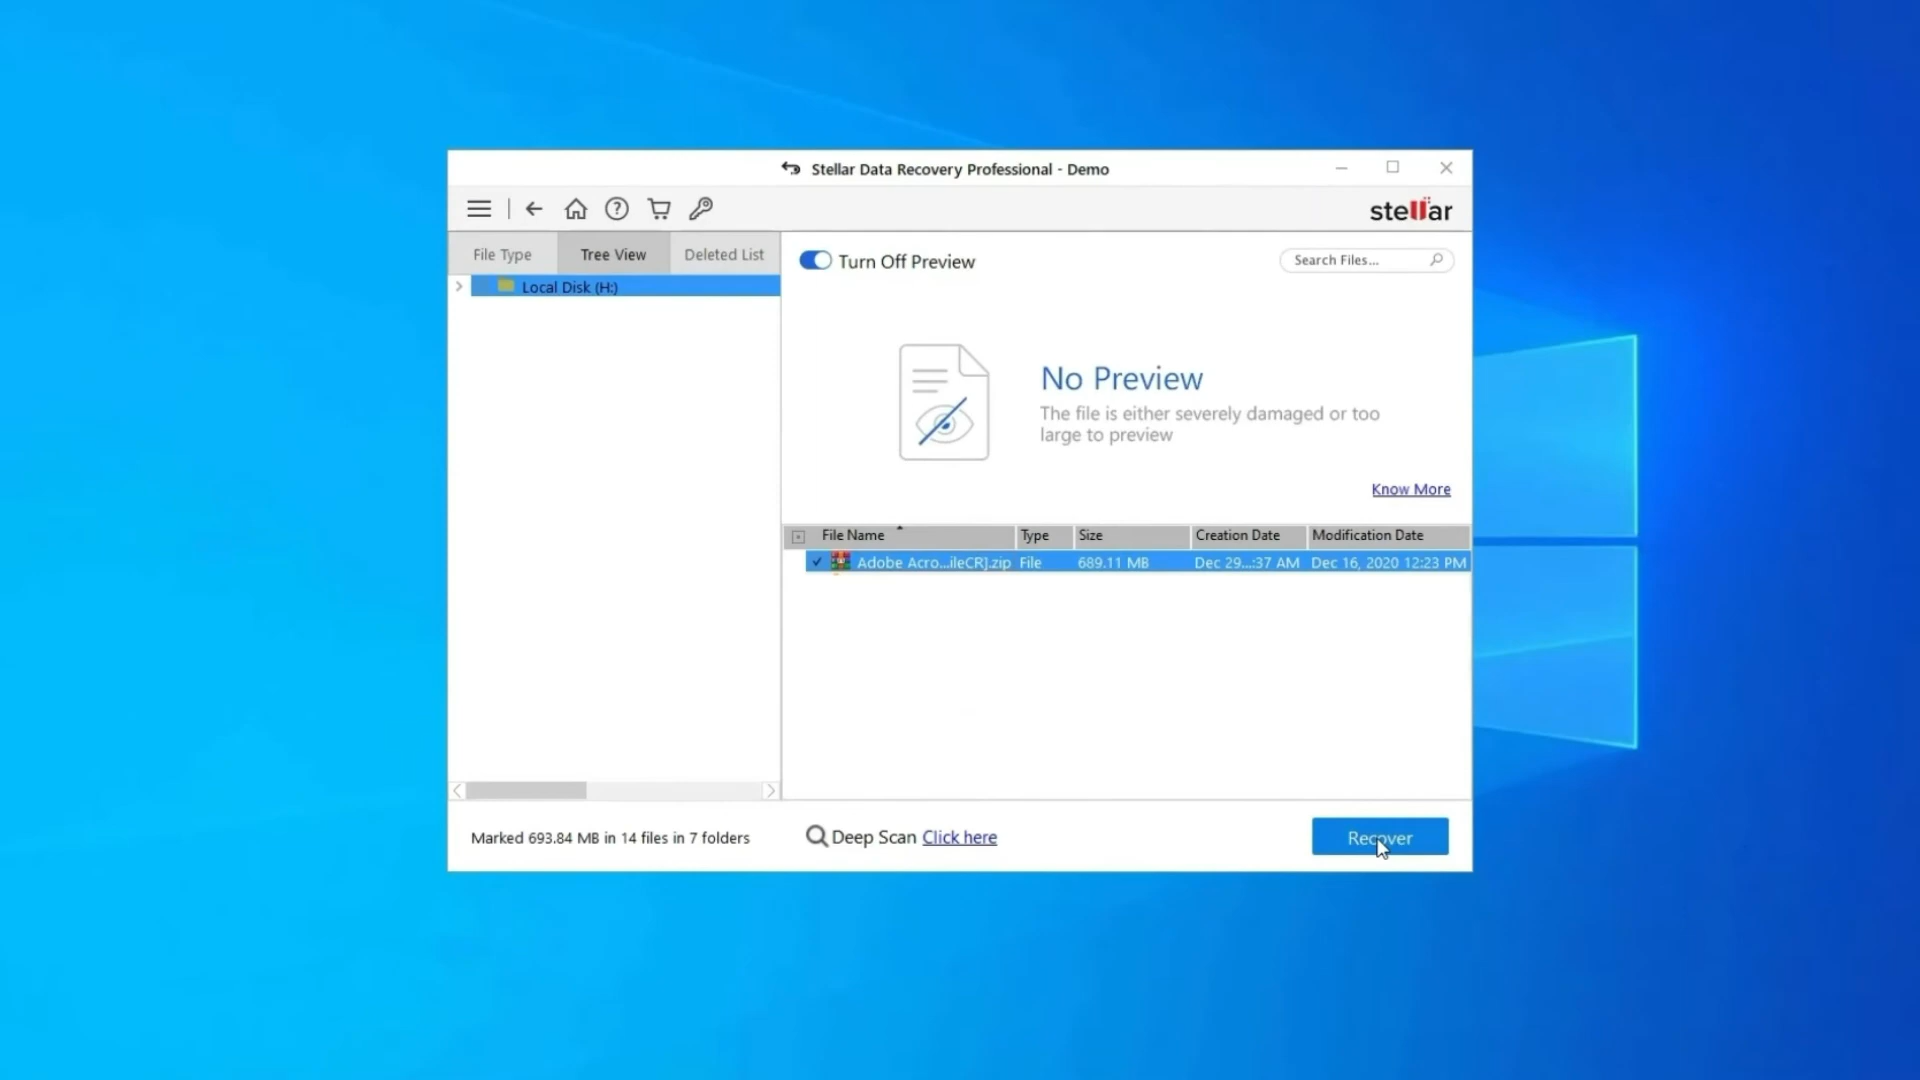 Stellar Data Recovery Professional - Demo
stellar
File Type
Tree View
Deleted List
Local Disk (H:)
Turn Off Preview
Search Files...
No Preview
The file is either severely damaged or too
large to preview
Know More
File Name
Type
Size
Creation Date
Modification Date
Adobe Acro...ileCR].zip
File
689.11 MB
Dec 29...:37 AM
Dec 16, 2020 12:23 PM
Marked 693.84 MB in 14 files in 7 folders
Deep Scan Click here
Recover